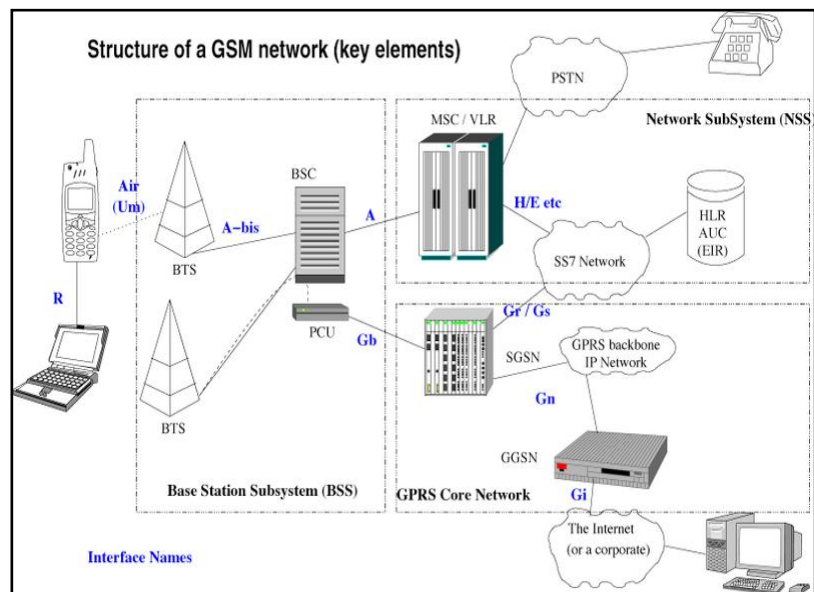 Structure of a GSM network (key elements)
PSTN
MSC / VLR
Network SubSystem (NSS)
BSC
Air
(Um)
A-bis
A
H/E etc
HLR
AUC
(EIR)
BTS
SS7 Network
R
PCU
Gb
Gr / Gs
SGSN
GPRS backbone
IP Network
Gn
BTS
GGSN
Base Station Subsystem (BSS)
GPRS Core Network
Gi
The Internet
(or a corporate)
Interface Names